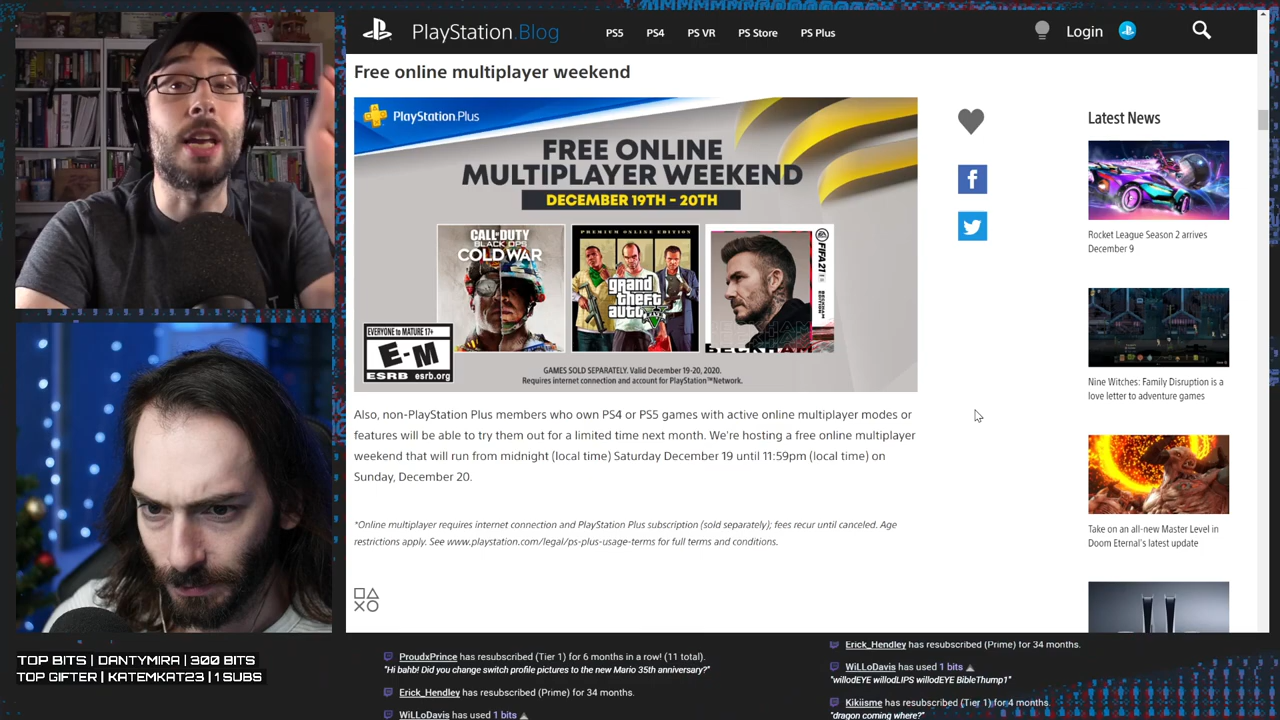 PlayStation.Blog
PS5
PS4
PS VR
PS Store
PS Plus
Login
Free online multiplayer weekend
PlayStation.Plus
FREE ONLINE
MULTIPLAYER WEEKEND
DECEMBER 19TH - 20TH
CALL OF DUTY
BLACK OPS
COLD WAR
PREMIUM ONLINE EDITION
grand
theft
auto
V
FIFA 21
BECKHAM EDITION
BECKHAM
EVERYONE to MATURE 17+
E-M
ESRB esrb.org
GAMES SOLD SEPARATELY. Valid December 19-20, 2020.
Requires internet connection and account for PlayStation™Network.
Also, non-PlayStation Plus members who own PS4 or PS5 games with active online multiplayer modes or
features will be able to try them out for a limited time next month. We're hosting a free online multiplayer
weekend that will run from midnight (local time) Saturday December 19 until 11:59pm (local time) on
Sunday, December 20.
*Online multiplayer requires internet connection and PlayStation Plus subscription (sold separately); fees recur until canceled. Age
restrictions apply. See www.playstation.com/legal/ps-plus-usage-terms for full terms and conditions.
Latest News
Rocket League Season 2 arrives
December 9
Nine Witches: Family Disruption is a
love letter to adventure games
Take on an all-new Master Level in
Doom Eternal's latest update
TOP BITS | DANTYMIRA | 300 BITS
TOP GIFTER | KATEMKAT23 | 1 SUBS
ProudxPrince has resubscribed (Tier 1) for 6 months in a row! (11 total).
"Hi bahb! Did you change switch profile pictures to the new Mario 35th anniversary?"
Erick_Hendley has resubscribed (Prime) for 34 months.
WiLLoDavis has used 1 bits
Erick_Hendley has resubscribed (Prime) for 34 months.
WiLLoDavis has used 1 bits
"willodEYE willodLIPS willodEYE BibleThump1"
Kikiisme has resubscribed (Tier 1) for 4 months.
"dragon coming where?"